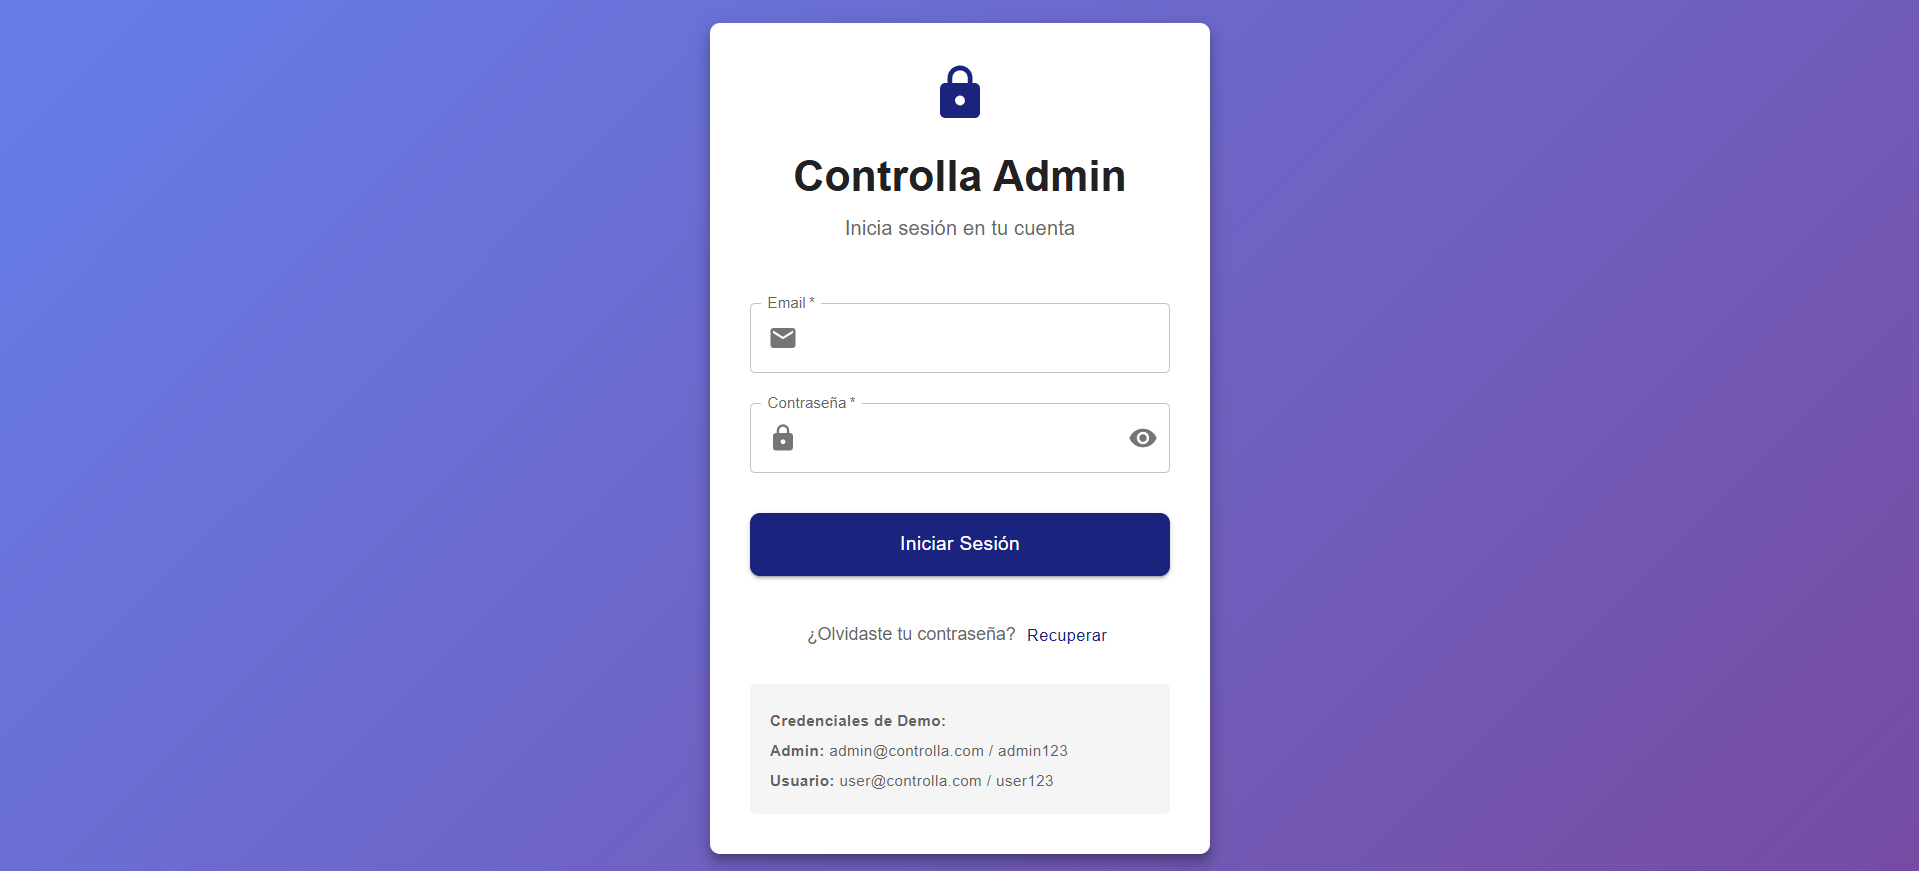 Controlla Admin
Inicia sesión en tu cuenta
Email *
Contraseña *
Iniciar Sesión
¿Olvidaste tu contraseña? Recuperar
Credenciales de Demo:
Admin: admin@controlla.com / admin123
Usuario: user@controlla.com / user123